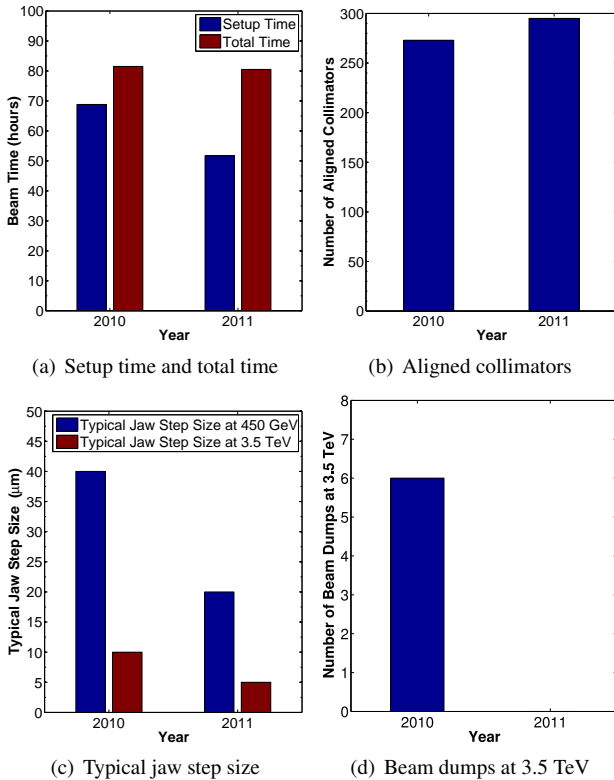 100
90
80
70
60
50
40
30
20
10
0
Beam Time (hours)
Setup Time
Total Time
2010
2011
Year
(a) Setup time and total time
300
250
200
150
100
50
0
Number of Aligned Collimators
2010
2011
Year
(b) Aligned collimators
50
45
40
35
30
25
20
15
10
5
0
Typical Jaw Step Size (μm)
Typical Jaw Step Size at 450 GeV
Typical Jaw Step Size at 3.5 TeV
2010
2011
Year
(c) Typical jaw step size
8
7
6
5
4
3
2
1
0
Number of Beam Dumps at 3.5 TeV
2010
2011
Year
(d) Beam dumps at 3.5 TeV